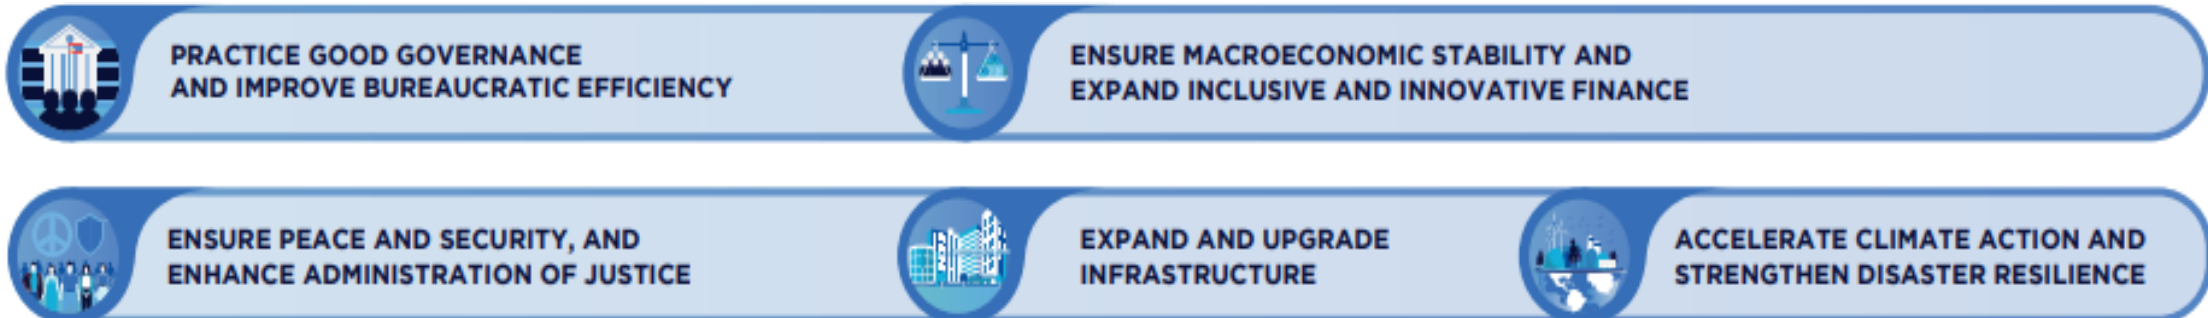 PRACTICE GOOD GOVERNANCE
AND IMPROVE BUREAUCRATIC EFFICIENCY
ENSURE MACROECONOMIC STABILITY AND
EXPAND INCLUSIVE AND INNOVATIVE FINANCE
ENSURE PEACE AND SECURITY, AND
ENHANCE ADMINISTRATION OF JUSTICE
EXPAND AND UPGRADE
INFRASTRUCTURE
ACCELERATE CLIMATE ACTION AND
STRENGTHEN DISASTER RESILIENCE